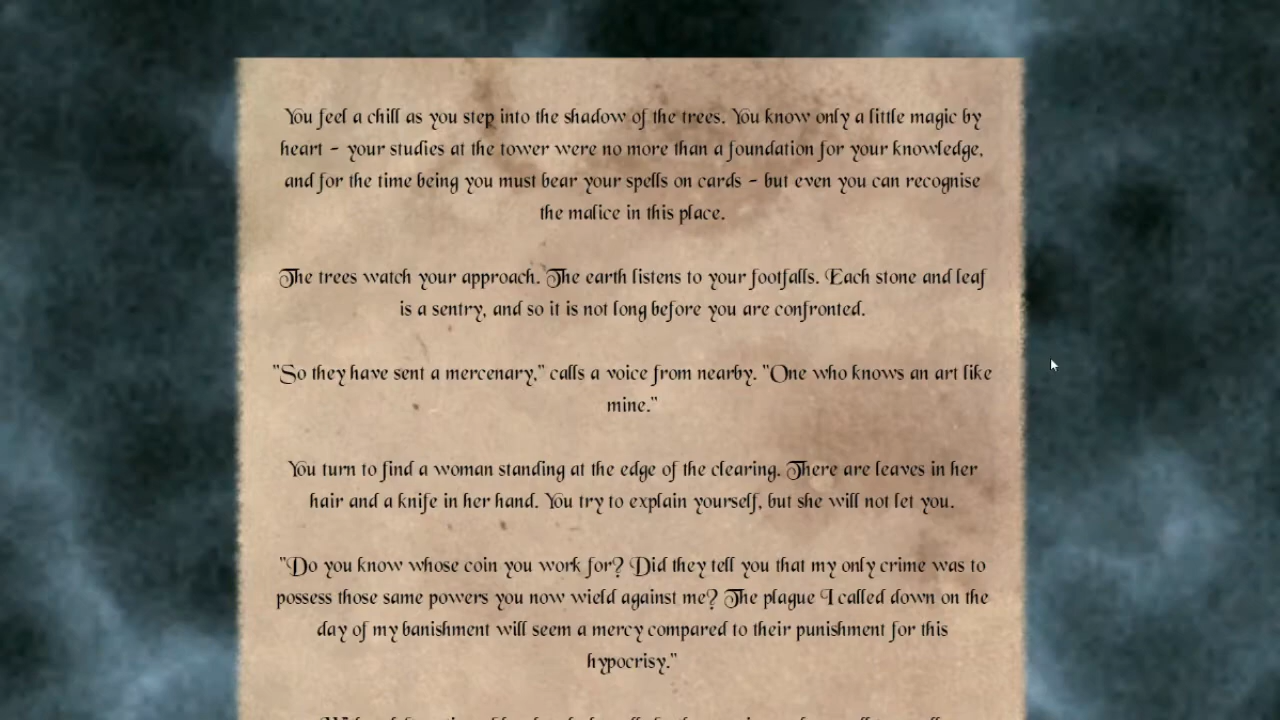 You feel a chill as you step into the shadow of the trees. You know only a little magic by
heart - your studies at the tower were no more than a foundation for your knowledge,
and for the time being you must bear your spells on cards - but even you can recognise
the malice in this place.
The trees watch your approach. The earth listens to your footfalls. Each stone and leaf
is a sentry, and so it is not long before you are confronted.
"So they have sent a mercenary," calls a voice from nearby. "One who knows an art like
mine."
You turn to find a woman standing at the edge of the clearing. There are leaves in her
hair and a knife in her hand. You try to explain yourself, but she will not let you.
"Do you know whose coin you work for? Did they tell you that my only crime was to
possess those same powers you now wield against me? The plague I called down on the
day of my banishment will seem a mercy compared to their punishment for this
hypocrisy."